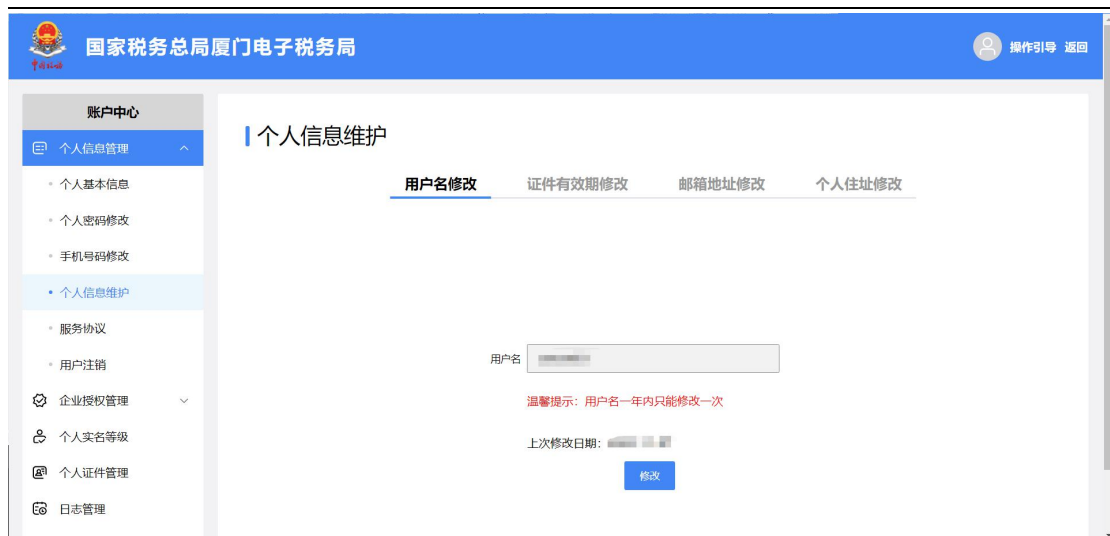 国家税务总局厦门电子税务局
操作引导 返回
账户中心
个人信息管理
个人基本信息
个人密码修改
手机号码修改
个人信息维护
服务协议
用户注销
企业授权管理
个人实名等级
个人证件管理
日志管理
个人信息维护
用户名修改 证件有效期修改 邮箱地址修改 个人住址修改
用户名
温馨提示：用户名一年内只能修改一次
上次修改日期：
修改